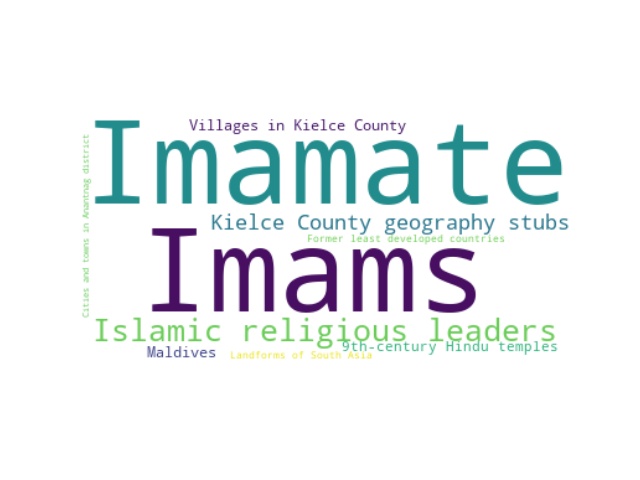 Villages in Kielce County
Imamate
Cities and towns in Anantnag district
Kielce County geography stubs
Former least developed countries
Imams
Islamic religious leaders
9th-century Hindu temples
Maldives
Landforms of South Asia